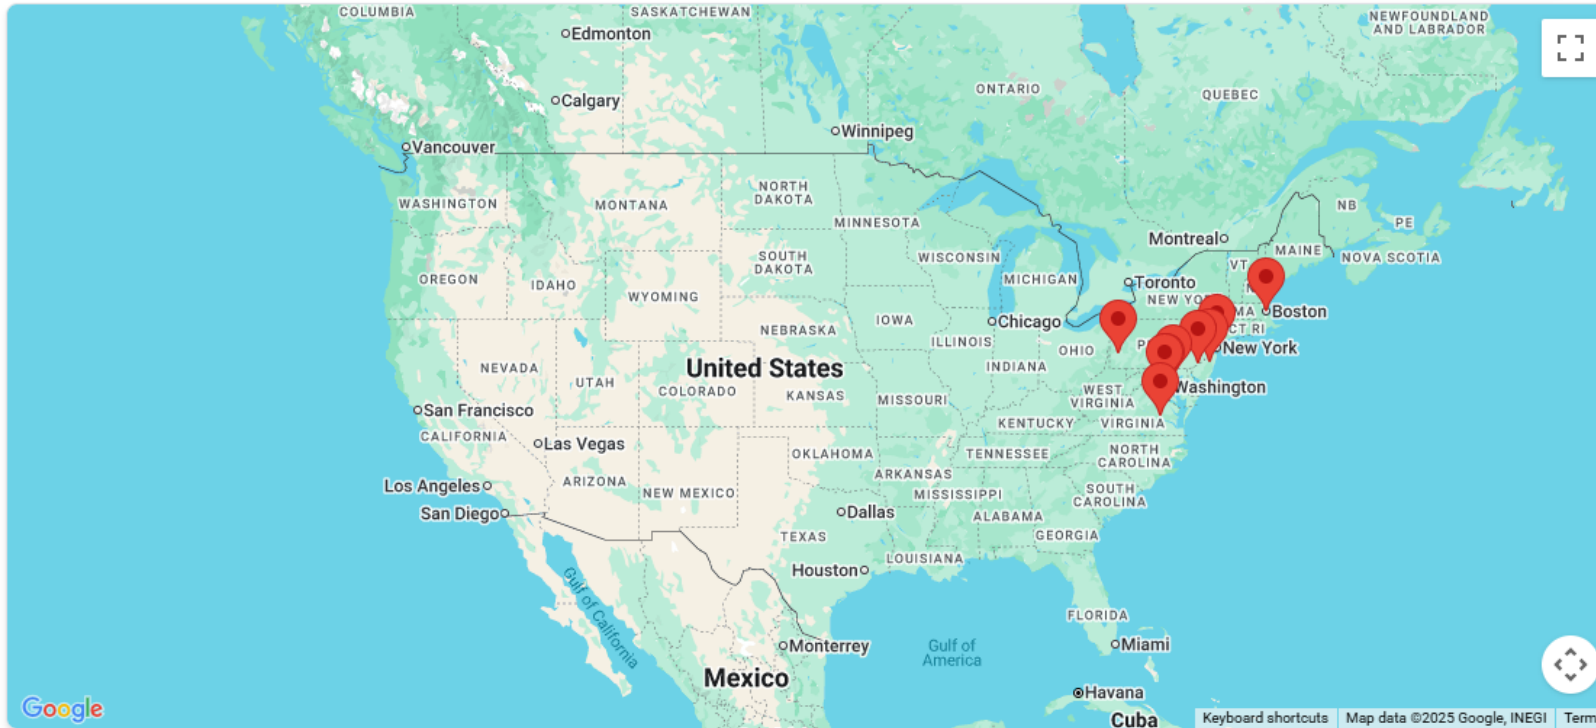 COLUMBIA
SASKATCHEWAN
NEWFOUNDLAND
AND LABRADOR
Edmonton
ONTARIO
QUEBEC
Calgary
Winnipeg
Vancouver
WASHINGTON
MONTANA
NORTH
DAKOTA
MINNESOTA
NB
PE
Montreal
MAINE
NOVA SCOTIA
OREGON
IDAHO
WYOMING
SOUTH
DAKOTA
WISCONSIN
MICHIGAN
Toronto
VT
NEW YO
MA
Boston
CT RI
NEBRASKA
IOWA
Chicago
ILLINOIS
INDIANA
OHIO
P
New York
NEVADA
UTAH
United States
COLORADO
KANSAS
MISSOURI
WEST
VIRGINIA
Washington
KENTUCKY
VIRGINIA
San Francisco
CALIFORNIA
Las Vegas
OKLAHOMA
TENNESSEE
NORTH
CAROLINA
Los Angeles
ARIZONA
NEW MEXICO
ARKANSAS
MISSISSIPPI
SOUTH
CAROLINA
San Diego
Dallas
ALABAMA
GEORGIA
TEXAS
LOUISIANA
Houston
Gulf of California
FLORIDA
Monterrey
Gulf of
America
Miami
Mexico
Havana
Cuba
Google
Keyboard shortcuts
Map data ©2025 Google, INEGI
Term